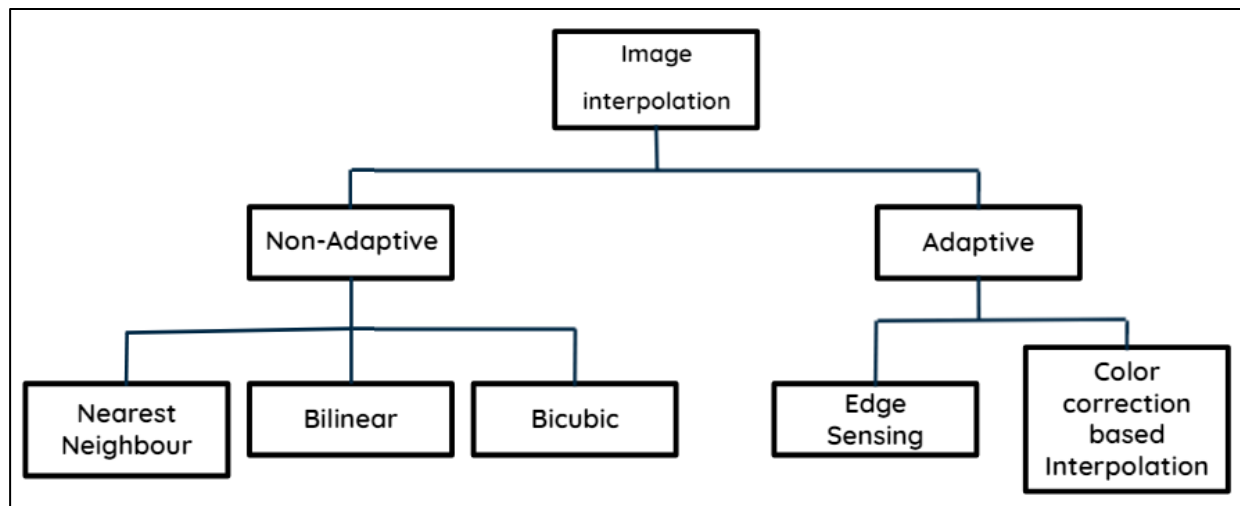 Image
interpolation
Non-Adaptive
Adaptive
Nearest
Neighbour
Bilinear
Bicubic
Edge
Sensing
Color
correction
based
Interpolation